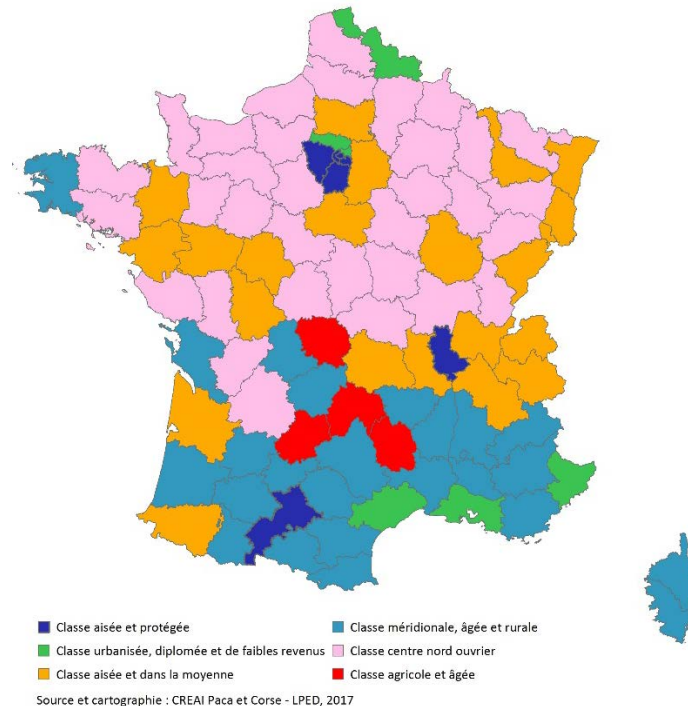 Classe aisée et protégée
Classe urbanisée, diplomée et de faibles revenus
Classe aisée et dans la moyenne
Classe méridionale, âgée et rurale
Classe centre nord ouvrier
Classe agricole et âgée
Source et cartographie : CREAI Paca et Corse - LPED, 2017